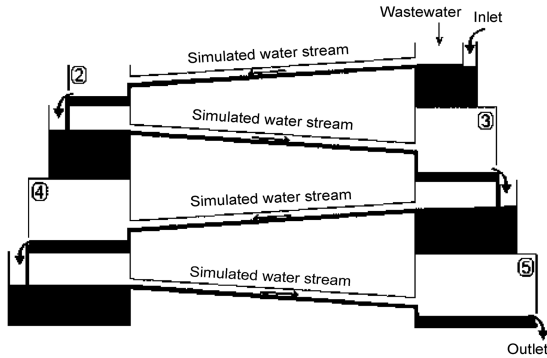 Wastewater
Inlet
Simulated water stream
②
Simulated water stream
③
④
Simulated water stream
⑤
Simulated water stream
Outlet